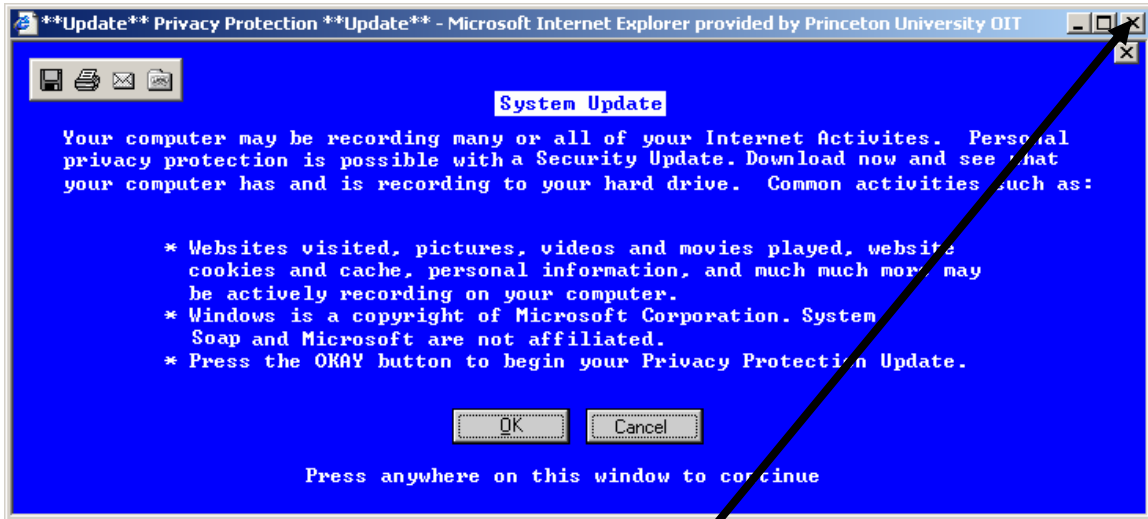 **Update** Privacy Protection **Update** - Microsoft Internet Explorer provided by Princeton University OIT
System Update
Your computer may be recording many or all of your Internet Activites. Personal
privacy protection is possible with a Security Update. Download now and see what
your computer has and is recording to your hard drive. Common activities such as:
* Websites visited, pictures, videos and movies played, website
cookies and cache, personal information, and much much more may
be actively recording on your computer.
* Windows is a copyright of Microsoft Corporation. System
Soap and Microsoft are not affiliated.
* Press the OKAY button to begin your Privacy Protection Update.
OK Cancel
Press anywhere on this window to continue